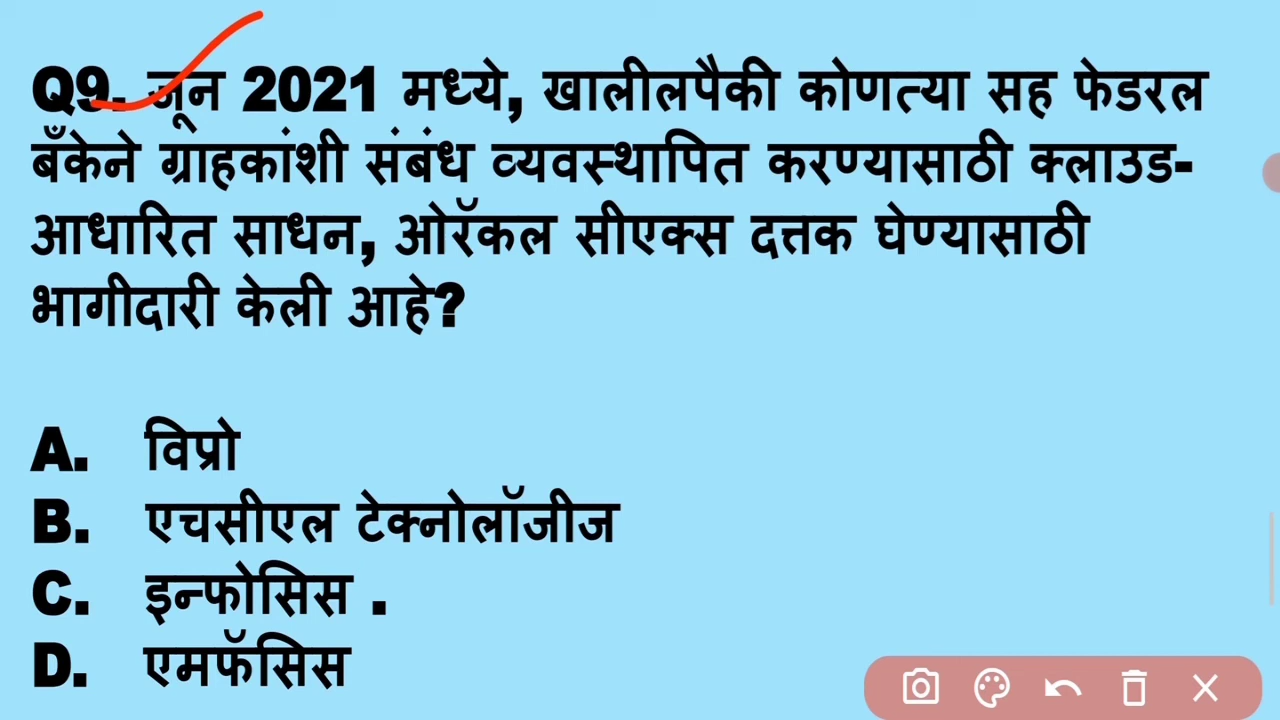 Q9. जून 2021 मध्ये, खालीलपैकी कोणत्या सह फेडरल
बँकेने ग्राहकांशी संबंध व्यवस्थापित करण्यासाठी क्लाउड-
आधारित साधन, ओरॅकल सीएक्स दत्तक घेण्यासाठी
भागीदारी केली आहे?
A. विप्रो
B. एचसीएल टेक्नोलॉजीज
C. इन्फोसिस .
D. एमफॅसिस